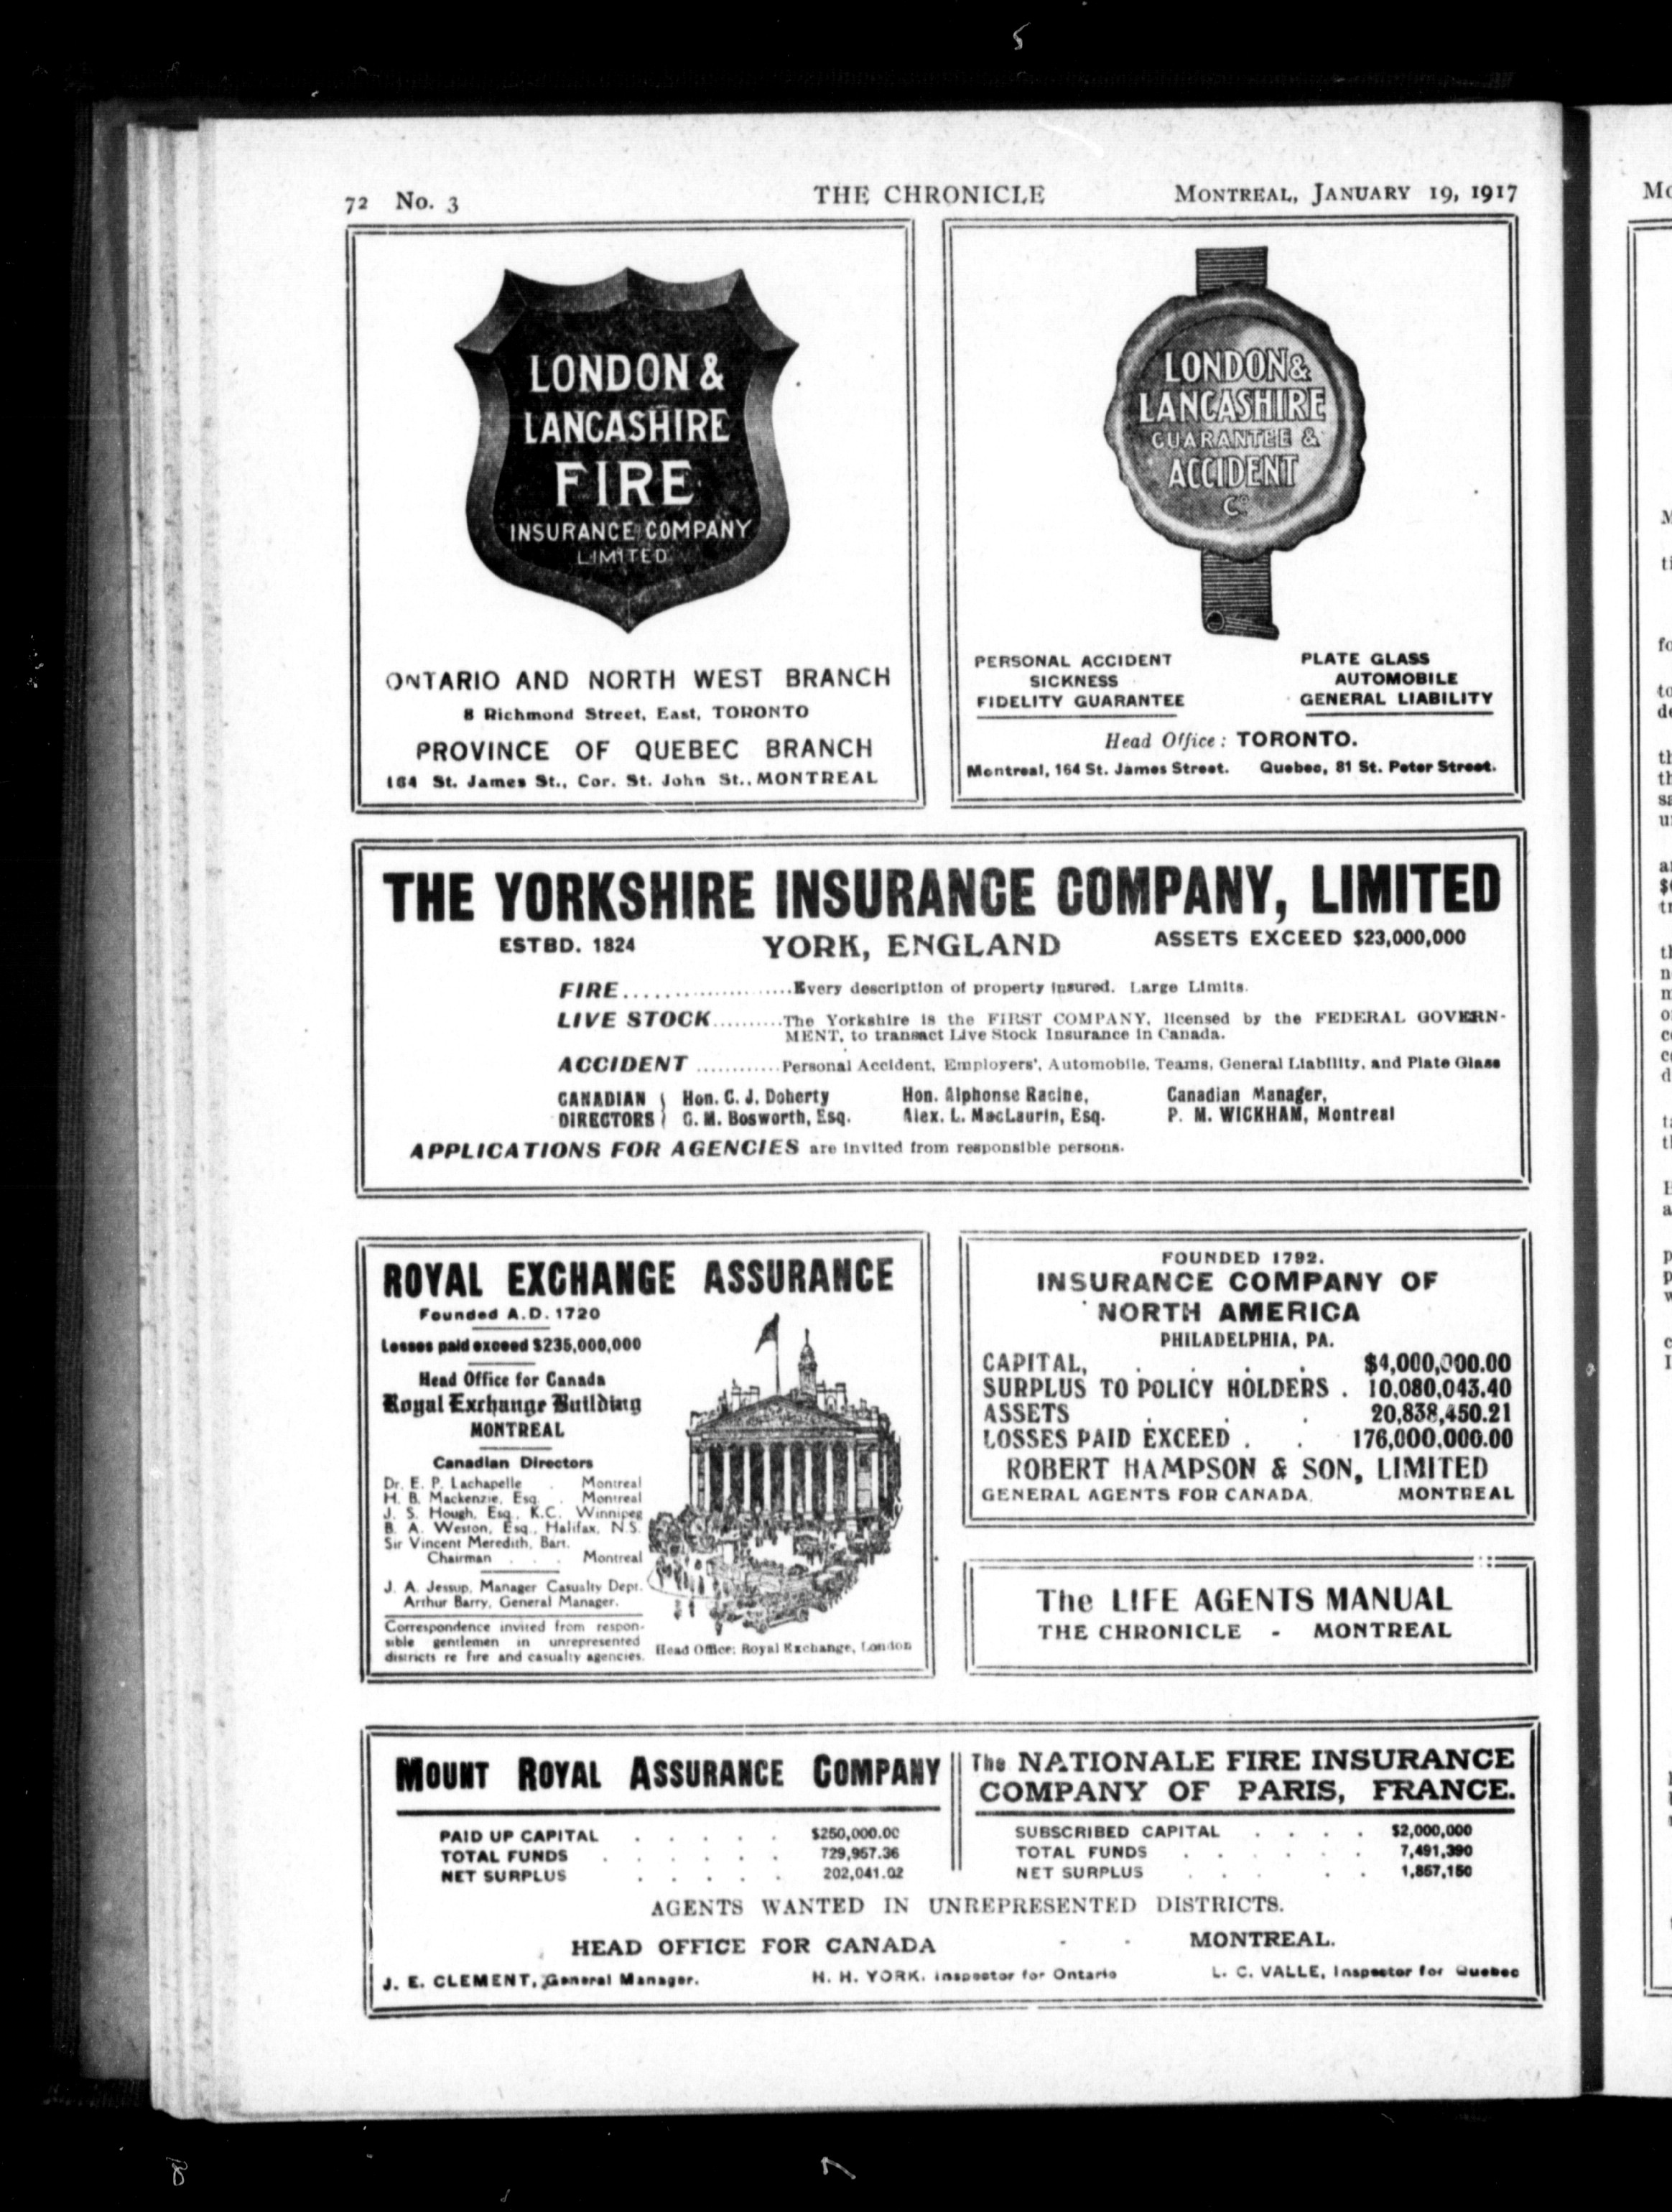 72 No. 3 THE CHRONICLE MONTREAL, JANUARY 19, 1917
LONDON &
LANCASHIRE
FIRE
INSURANCE COMPANY
LIMITED
ONTARIO AND NORTH WEST BRANCH
8 Richmond Street, East, TORONTO
PROVINCE OF QUEBEC BRANCH
164 St. James St., Cor. St. John St., MONTREAL
LONDON &
LANCASHIRE
GUARANTEE &
ACCIDENT
Co.
PERSONAL ACCIDENT
SICKNESS
FIDELITY GUARANTEE
PLATE GLASS
AUTOMOBILE
GENERAL LIABILITY
Head Office: TORONTO.
Montreal, 164 St. James Street. Quebec, 81 St. Peter Street.
THE YORKSHIRE INSURANCE COMPANY, LIMITED
ESTBD. 1824 YORK, ENGLAND ASSETS EXCEED $23,000,000
FIRE.....................Every description of property insured. Large Limits.
LIVE STOCK..........The Yorkshire is the FIRST COMPANY, licensed by the FEDERAL GOVERN-
MENT, to transact Live Stock Insurance in Canada.
ACCIDENT ............Personal Accident, Employers', Automobile, Teams, General Liability, and Plate Glass
CANADIAN { Hon. C. J. Doherty Hon. Alphonse Racine, Canadian Manager,
DIRECTORS { G. M. Bosworth, Esq. Alex. L. MacLaurin, Esq. P. M. WICKHAM, Montreal
APPLICATIONS FOR AGENCIES are invited from responsible persons.
ROYAL EXCHANGE ASSURANCE
Founded A.D. 1720
Losses paid exceed $235,000,000
Head Office for Canada
Royal Exchange Building
MONTREAL
Canadian Directors
Dr. E. P. Lachapelle . Montreal
H. B. Mackenzie, Esq. . Montreal
J. S. Hough, Esq., K.C. Winnipeg
B. A. Weston, Esq., Halifax, N.S.
Sir Vincent Meredith, Bart.
Chairman . . . Montreal
J. A. Jessup, Manager Casualty Dept.
Arthur Barry, General Manager.
Correspondence invited from respon-
sible gentlemen in unrepresented
districts re fire and casualty agencies.
Head Office: Royal Exchange, London
FOUNDED 1792.
INSURANCE COMPANY OF
NORTH AMERICA
PHILADELPHIA, PA.
CAPITAL, . . . . $4,000,000.00
SURPLUS TO POLICY HOLDERS . 10,080,043.40
ASSETS . . . 20,838,450.21
LOSSES PAID EXCEED . . 176,000,000.00
ROBERT HAMPSON & SON, LIMITED
GENERAL AGENTS FOR CANADA. MONTREAL
The LIFE AGENTS MANUAL
THE CHRONICLE - MONTREAL
MOUNT ROYAL ASSURANCE COMPANY
PAID UP CAPITAL . . . . . $250,000.00
TOTAL FUNDS . . . . . . 729,957.36
NET SURPLUS . . . . . 202,041.02
The NATIONALE FIRE INSURANCE
COMPANY OF PARIS, FRANCE.
SUBSCRIBED CAPITAL . . . . $2,000,000
TOTAL FUNDS . . . . . . 7,491,390
NET SURPLUS . . . . . 1,857,150
AGENTS WANTED IN UNREPRESENTED DISTRICTS.
HEAD OFFICE FOR CANADA - - MONTREAL.
J. E. CLEMENT, General Manager. H. H. YORK, Inspector for Ontario L. C. VALLE, Inspector for Quebec